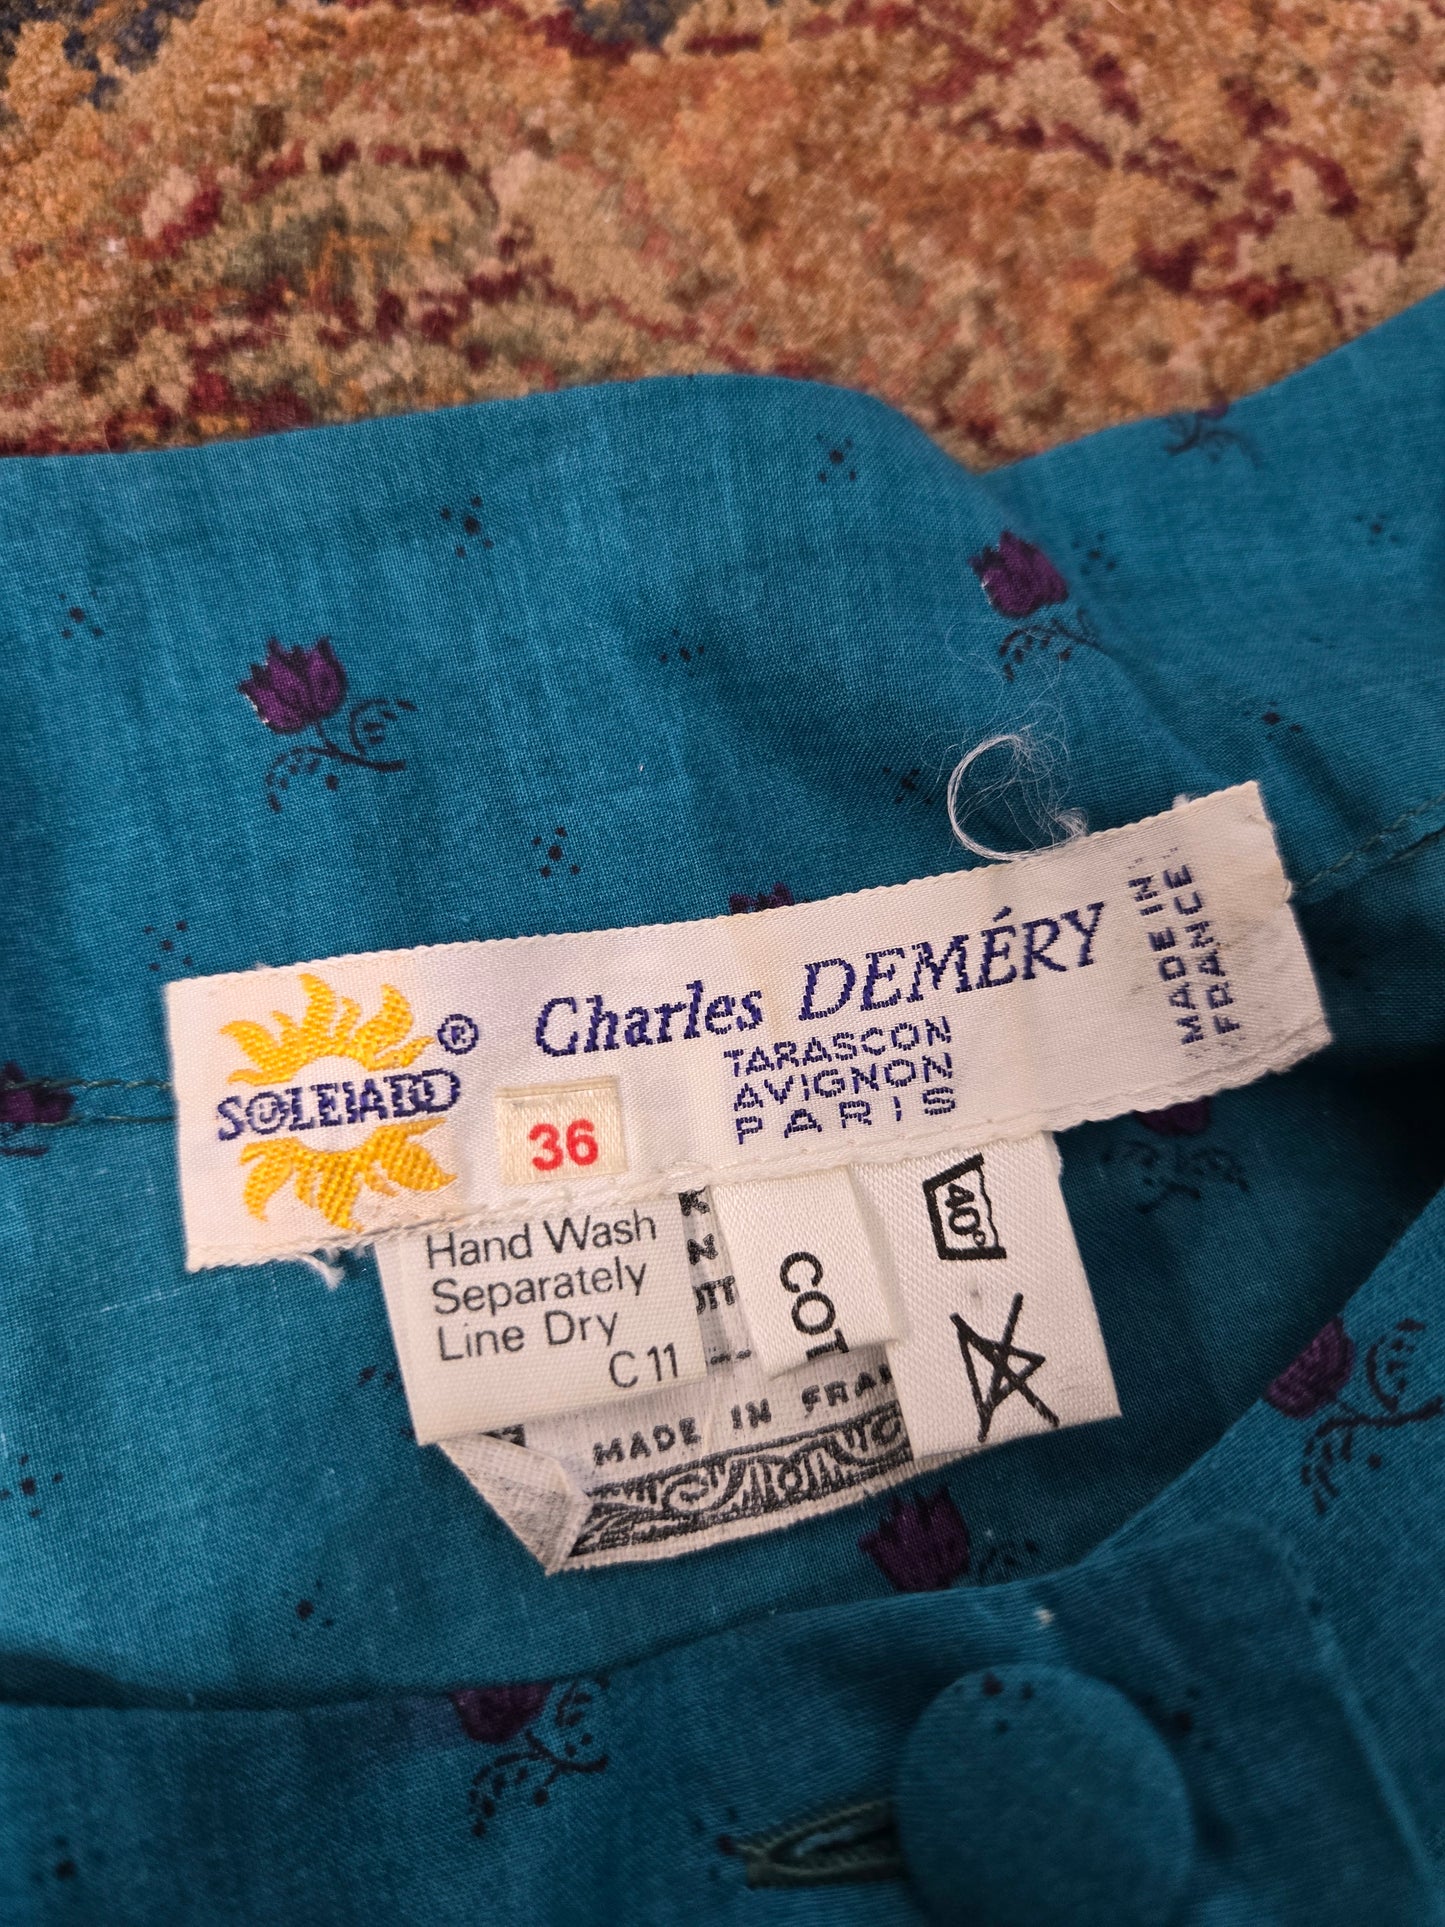 SOLEIADO ®
Charles DEMÉRY
TARASCON
AVIGNON
PARIS
MADE IN
FRANCE
36
Hand Wash
Separately
Line Dry
C 11
COT
40°
MADE IN FRA